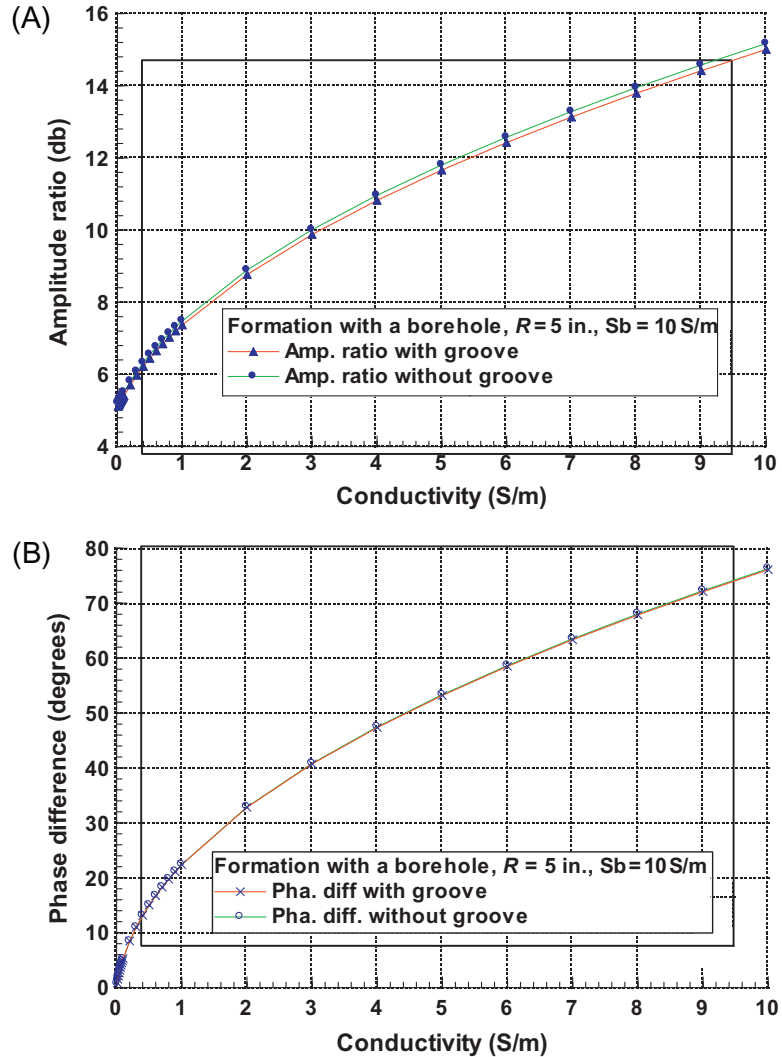 (A)
16
14
12
10
8
6
4
Amplitude ratio (db)
Formation with a borehole, R = 5 in., Sb = 10 S/m
Amp. ratio with groove
Amp. ratio without groove
0 1 2 3 4 5 6 7 8 9 10
Conductivity (S/m)
(B)
80
70
60
50
40
30
20
10
0
Phase difference (degrees)
Formation with a borehole, R = 5 in., Sb = 10 S/m
Pha. diff with groove
Pha. diff. without groove
0 1 2 3 4 5 6 7 8 9 10
Conductivity (S/m)